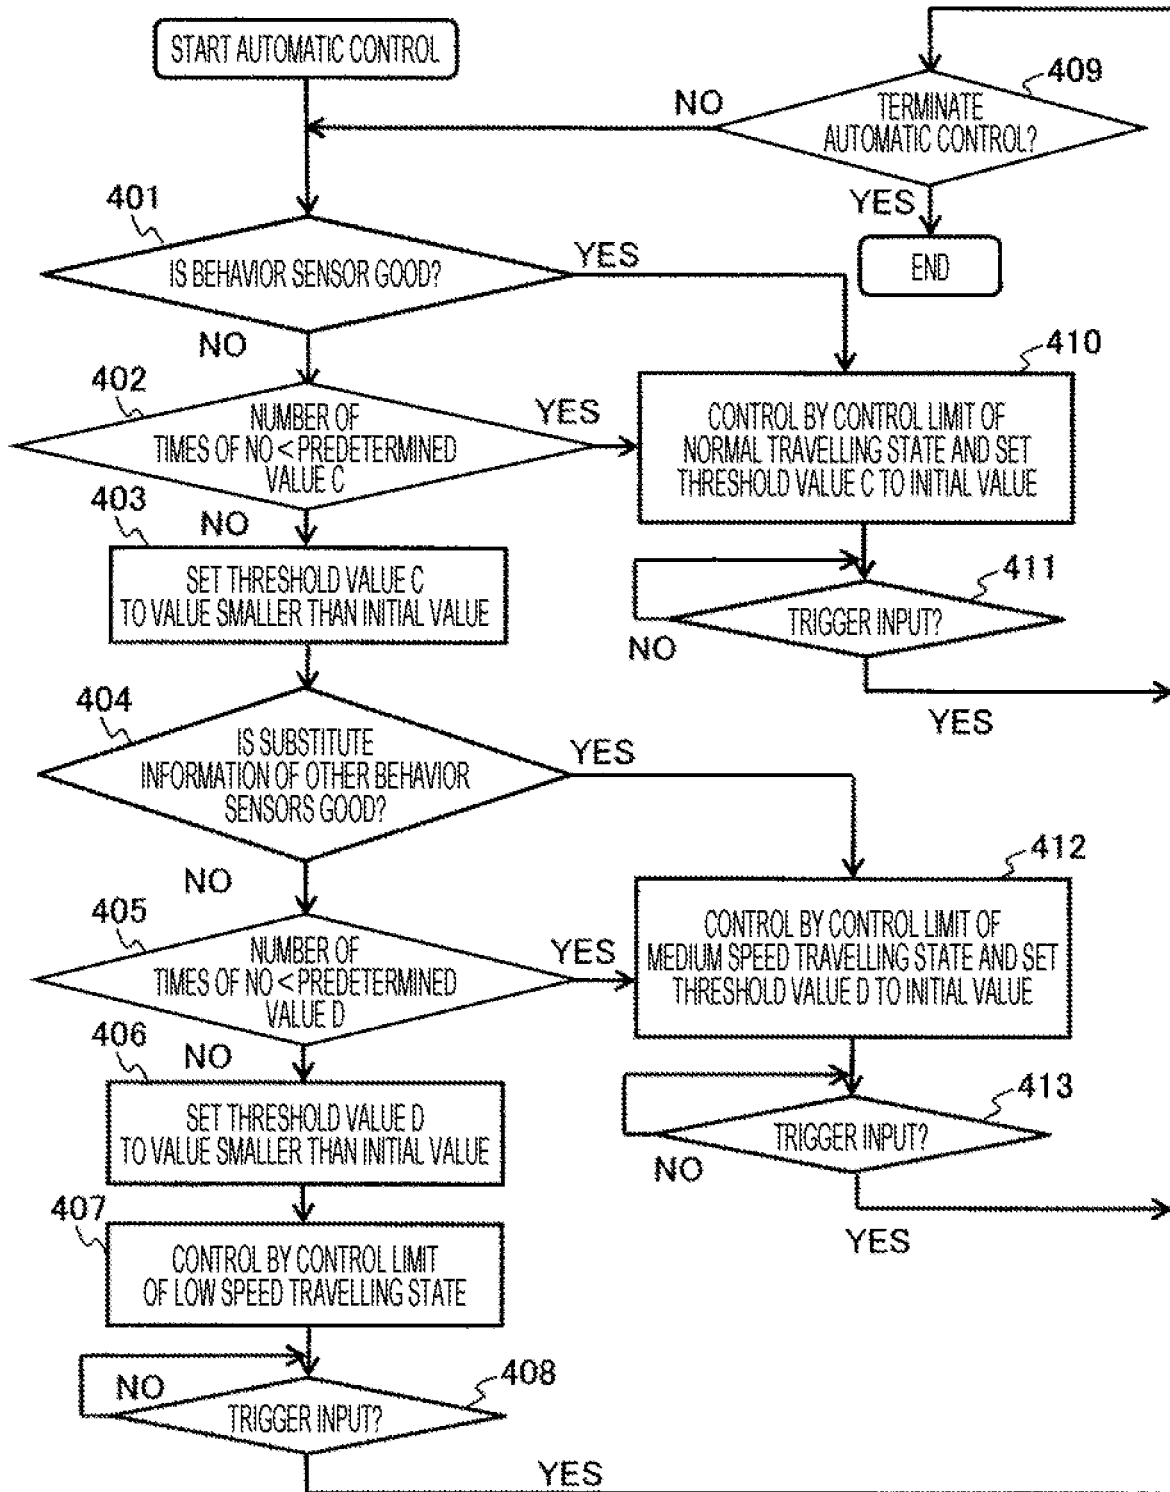 START AUTOMATIC CONTROL
409
TERMINATE
AUTOMATIC CONTROL?
NO
YES
END
401
IS BEHAVIOR SENSOR GOOD?
YES
NO
402
NUMBER OF
TIMES OF NO < PREDETERMINED
VALUE C
YES
NO
410
CONTROL BY CONTROL LIMIT OF
NORMAL TRAVELLING STATE AND SET
THRESHOLD VALUE C TO INITIAL VALUE
403
SET THRESHOLD VALUE C
TO VALUE SMALLER THAN INITIAL VALUE
411
TRIGGER INPUT?
NO
YES
404
IS SUBSTITUTE
INFORMATION OF OTHER BEHAVIOR
SENSORS GOOD?
YES
NO
412
CONTROL BY CONTROL LIMIT OF
MEDIUM SPEED TRAVELLING STATE AND SET
THRESHOLD VALUE D TO INITIAL VALUE
405
NUMBER OF
TIMES OF NO < PREDETERMINED
VALUE D
YES
NO
406
SET THRESHOLD VALUE D
TO VALUE SMALLER THAN INITIAL VALUE
413
TRIGGER INPUT?
NO
YES
407
CONTROL BY CONTROL LIMIT
OF LOW SPEED TRAVELLING STATE
408
TRIGGER INPUT?
NO
YES